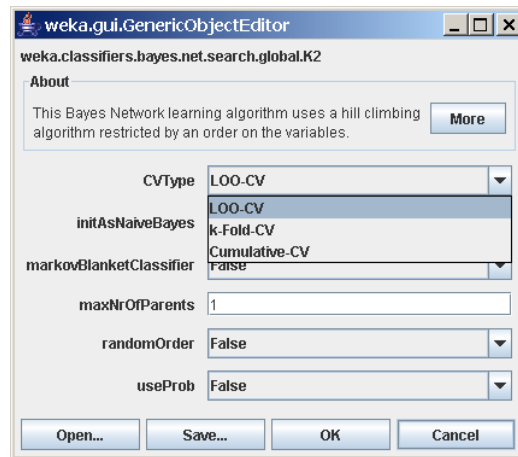 weka.gui.GenericObjectEditor
weka.classifiers.bayes.net.search.global.K2
About
This Bayes Network learning algorithm uses a hill climbing
algorithm restricted by an order on the variables.
More
CVType LOO-CV
LOO-CV
initAsNaiveBayes k-Fold-CV
Cumulative-CV
markovBlanketClassifier False
maxNrOfParents 1
randomOrder False
useProb False
Open... Save... OK Cancel